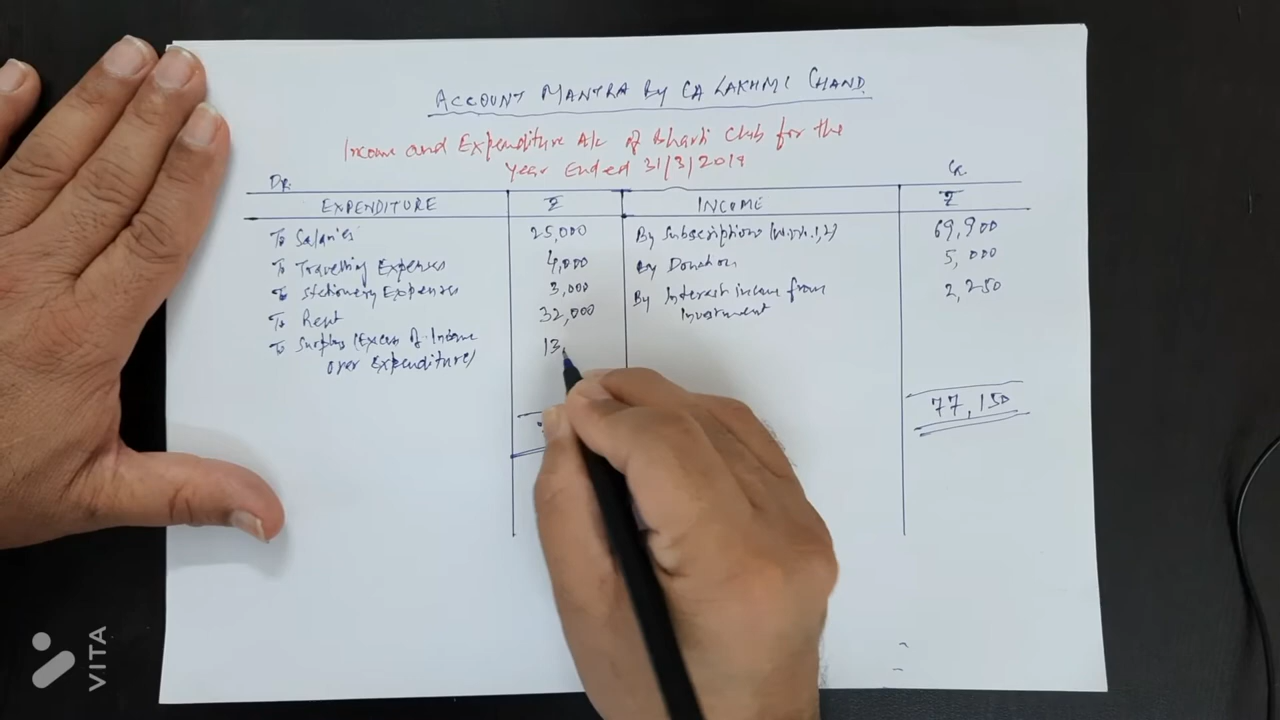 ACCOUNT MANTRA By CA LAKHMI CHAND
Income and Expenditure A/c of Bharti Club for the
Year Ended 31/3/2019
Dr. Cr.
EXPENDITURE ₹ INCOME ₹
To Salaries 25,000 By Subscriptions (W.N.1,2) 69,900
To Travelling Expenses 4,000 By Donation 5,000
To Stationery Expenses 3,000 By Interest income from 2,250
Investment
To Rent 32,000
To Surplus (Excess of Income 13,
over Expenditure)
77,150
VITA